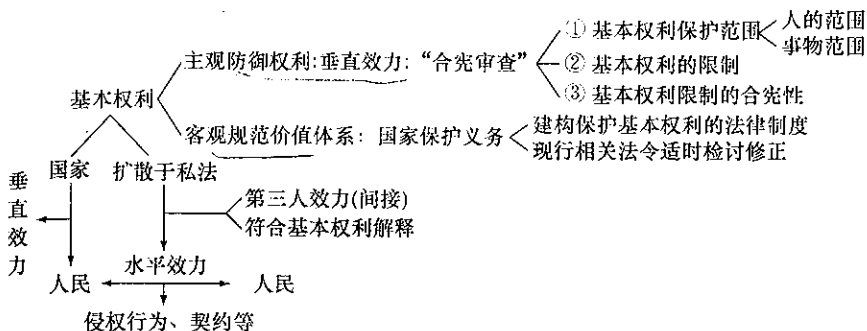 ① 基本权利保护范围
人的范围
事物范围
主观防御权利:垂直效力:“合宪审查”
② 基本权利的限制
③ 基本权利限制的合宪性
基本权利
客观规范价值体系:国家保护义务
建构保护基本权利的法律制度
现行相关法令适时检讨修正
国家
扩散于私法
垂直效力
第三人效力(间接)
符合基本权利解释
水平效力
人民
人民
侵权行为、契约等